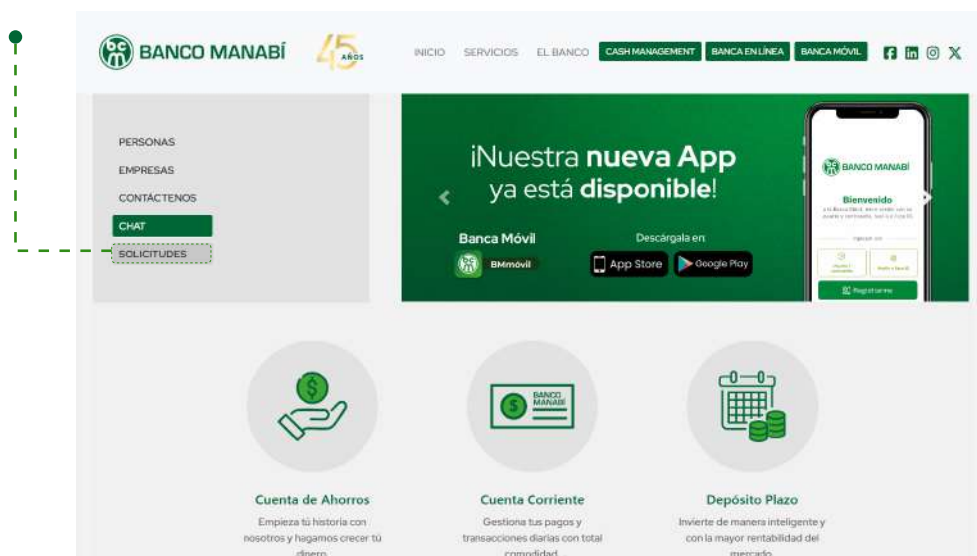 BANCO MANABÍ
45 AÑOS
INICIO SERVICIOS EL BANCO CASH MANAGEMENT BANCA EN LÍNEA BANCA MÓVIL
PERSONAS
EMPRESAS
CONTÁCTENOS
CHAT
SOLICITUDES
¡Nuestra nueva App
ya está disponible!
Banca Móvil
BMmóvil
Descárgala en:
App Store Google Play
BANCO MANABÍ
Bienvenido
Registrarme
BANCO
MANABÍ
Cuenta de Ahorros
Empieza tú historia con
nosotros y hagamos crecer tú
dinero
Cuenta Corriente
Gestiona tus pagos y
transacciones diarias con total
comodidad
Depósito Plazo
Invierte de manera inteligente y
con la mayor rentabilidad del
mercado